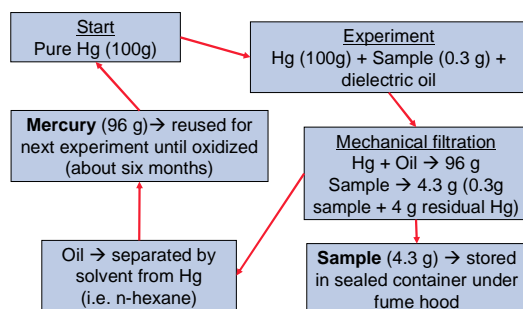 Start
Pure Hg (100g)
Experiment
Hg (100g) + Sample (0.3 g) +
dielectric oil
Mercury (96 g)→ reused for
next experiment until oxidized
(about six months)
Mechanical filtration
Hg + Oil → 96 g
Sample → 4.3 g (0.3g
sample + 4 g residual Hg)
Oil → separated by
solvent from Hg
(i.e. n-hexane)
Sample (4.3 g) → stored
in sealed container under
fume hood